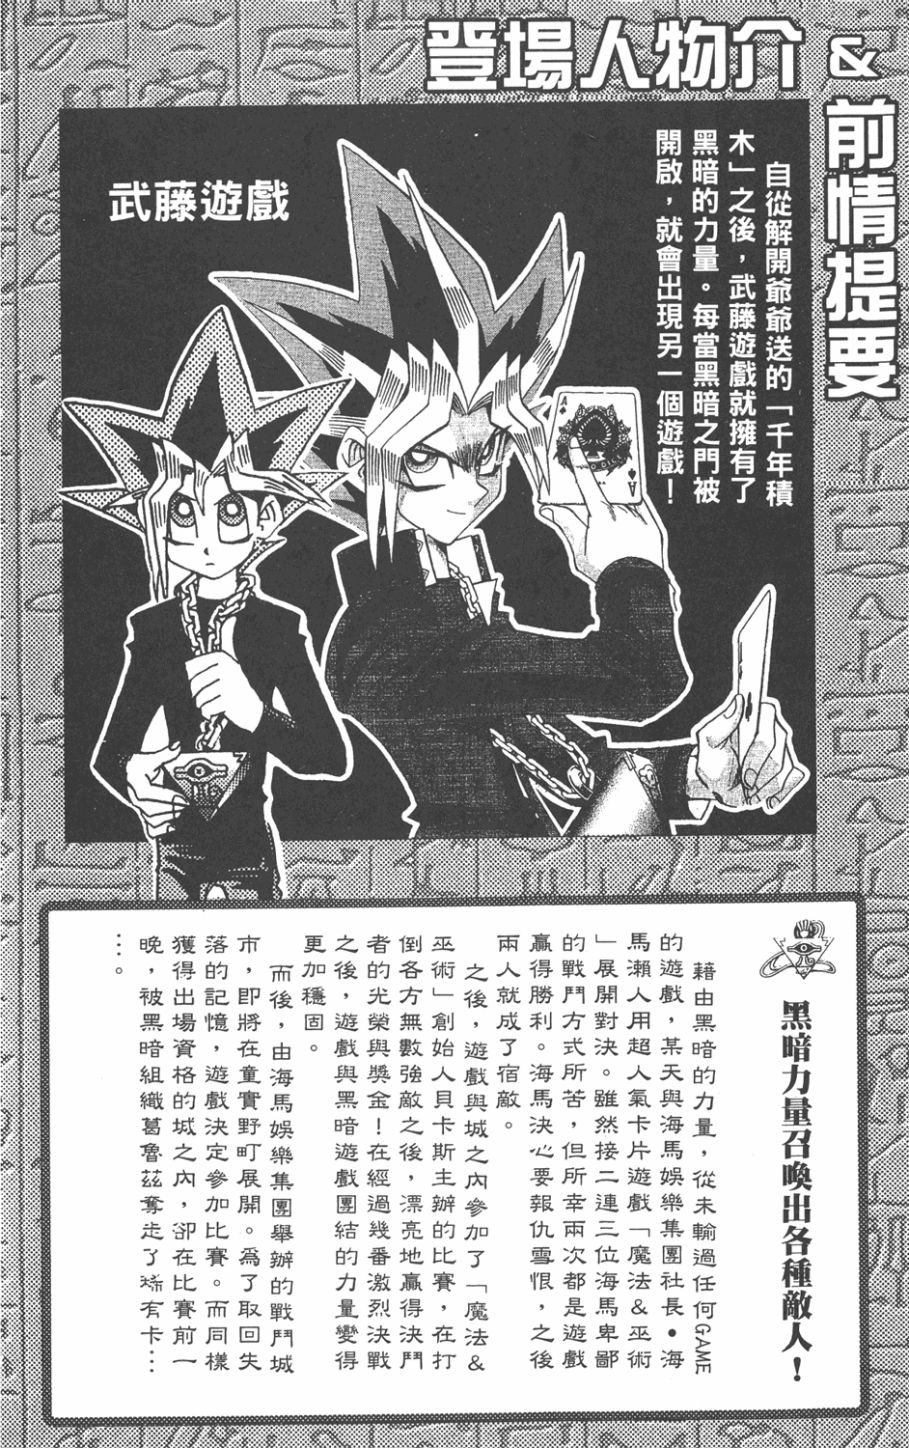 登場人物介 &
前情提要
自從解開爺爺送的「千年積
木」之後，武藤遊戲就擁有了
黑暗的力量。每當黑暗之門被
開啟，就會出現另一個遊戲！
武藤遊戲
A
A
黑暗力量召喚出各種敵人！
藉由黑暗的力量，從未輸過任何GAME
的遊戲，某天與海馬娛樂集團社長•海
馬瀨人用超人氣卡片遊戲「魔法&巫術
」展開對決。雖然接二連三位海馬卑鄙
的戰鬥方式所苦，但所幸兩次都是遊戲
贏得勝利。海馬決心要報仇雪恨，之後
兩人就成了宿敵。
之後，遊戲與城之內參加了「魔法&
巫術」創始人貝卡斯主辦的比賽，在打
倒各方無數強敵之後，漂亮地贏得決鬥
者的光榮與獎金！在經過幾番激烈決戰
之後，遊戲與黑暗遊戲團結的力量變得
更加穩固。
而後，由海馬娛樂集團舉辦的戰鬥城
市，即將在童實野町展開。為了取回失
落的記憶，遊戲決定參加比賽。而同樣
獲得出場資格的城之內，卻在比賽前一
晚，被黑暗組織葛魯茲奪走了稀有卡…
…。